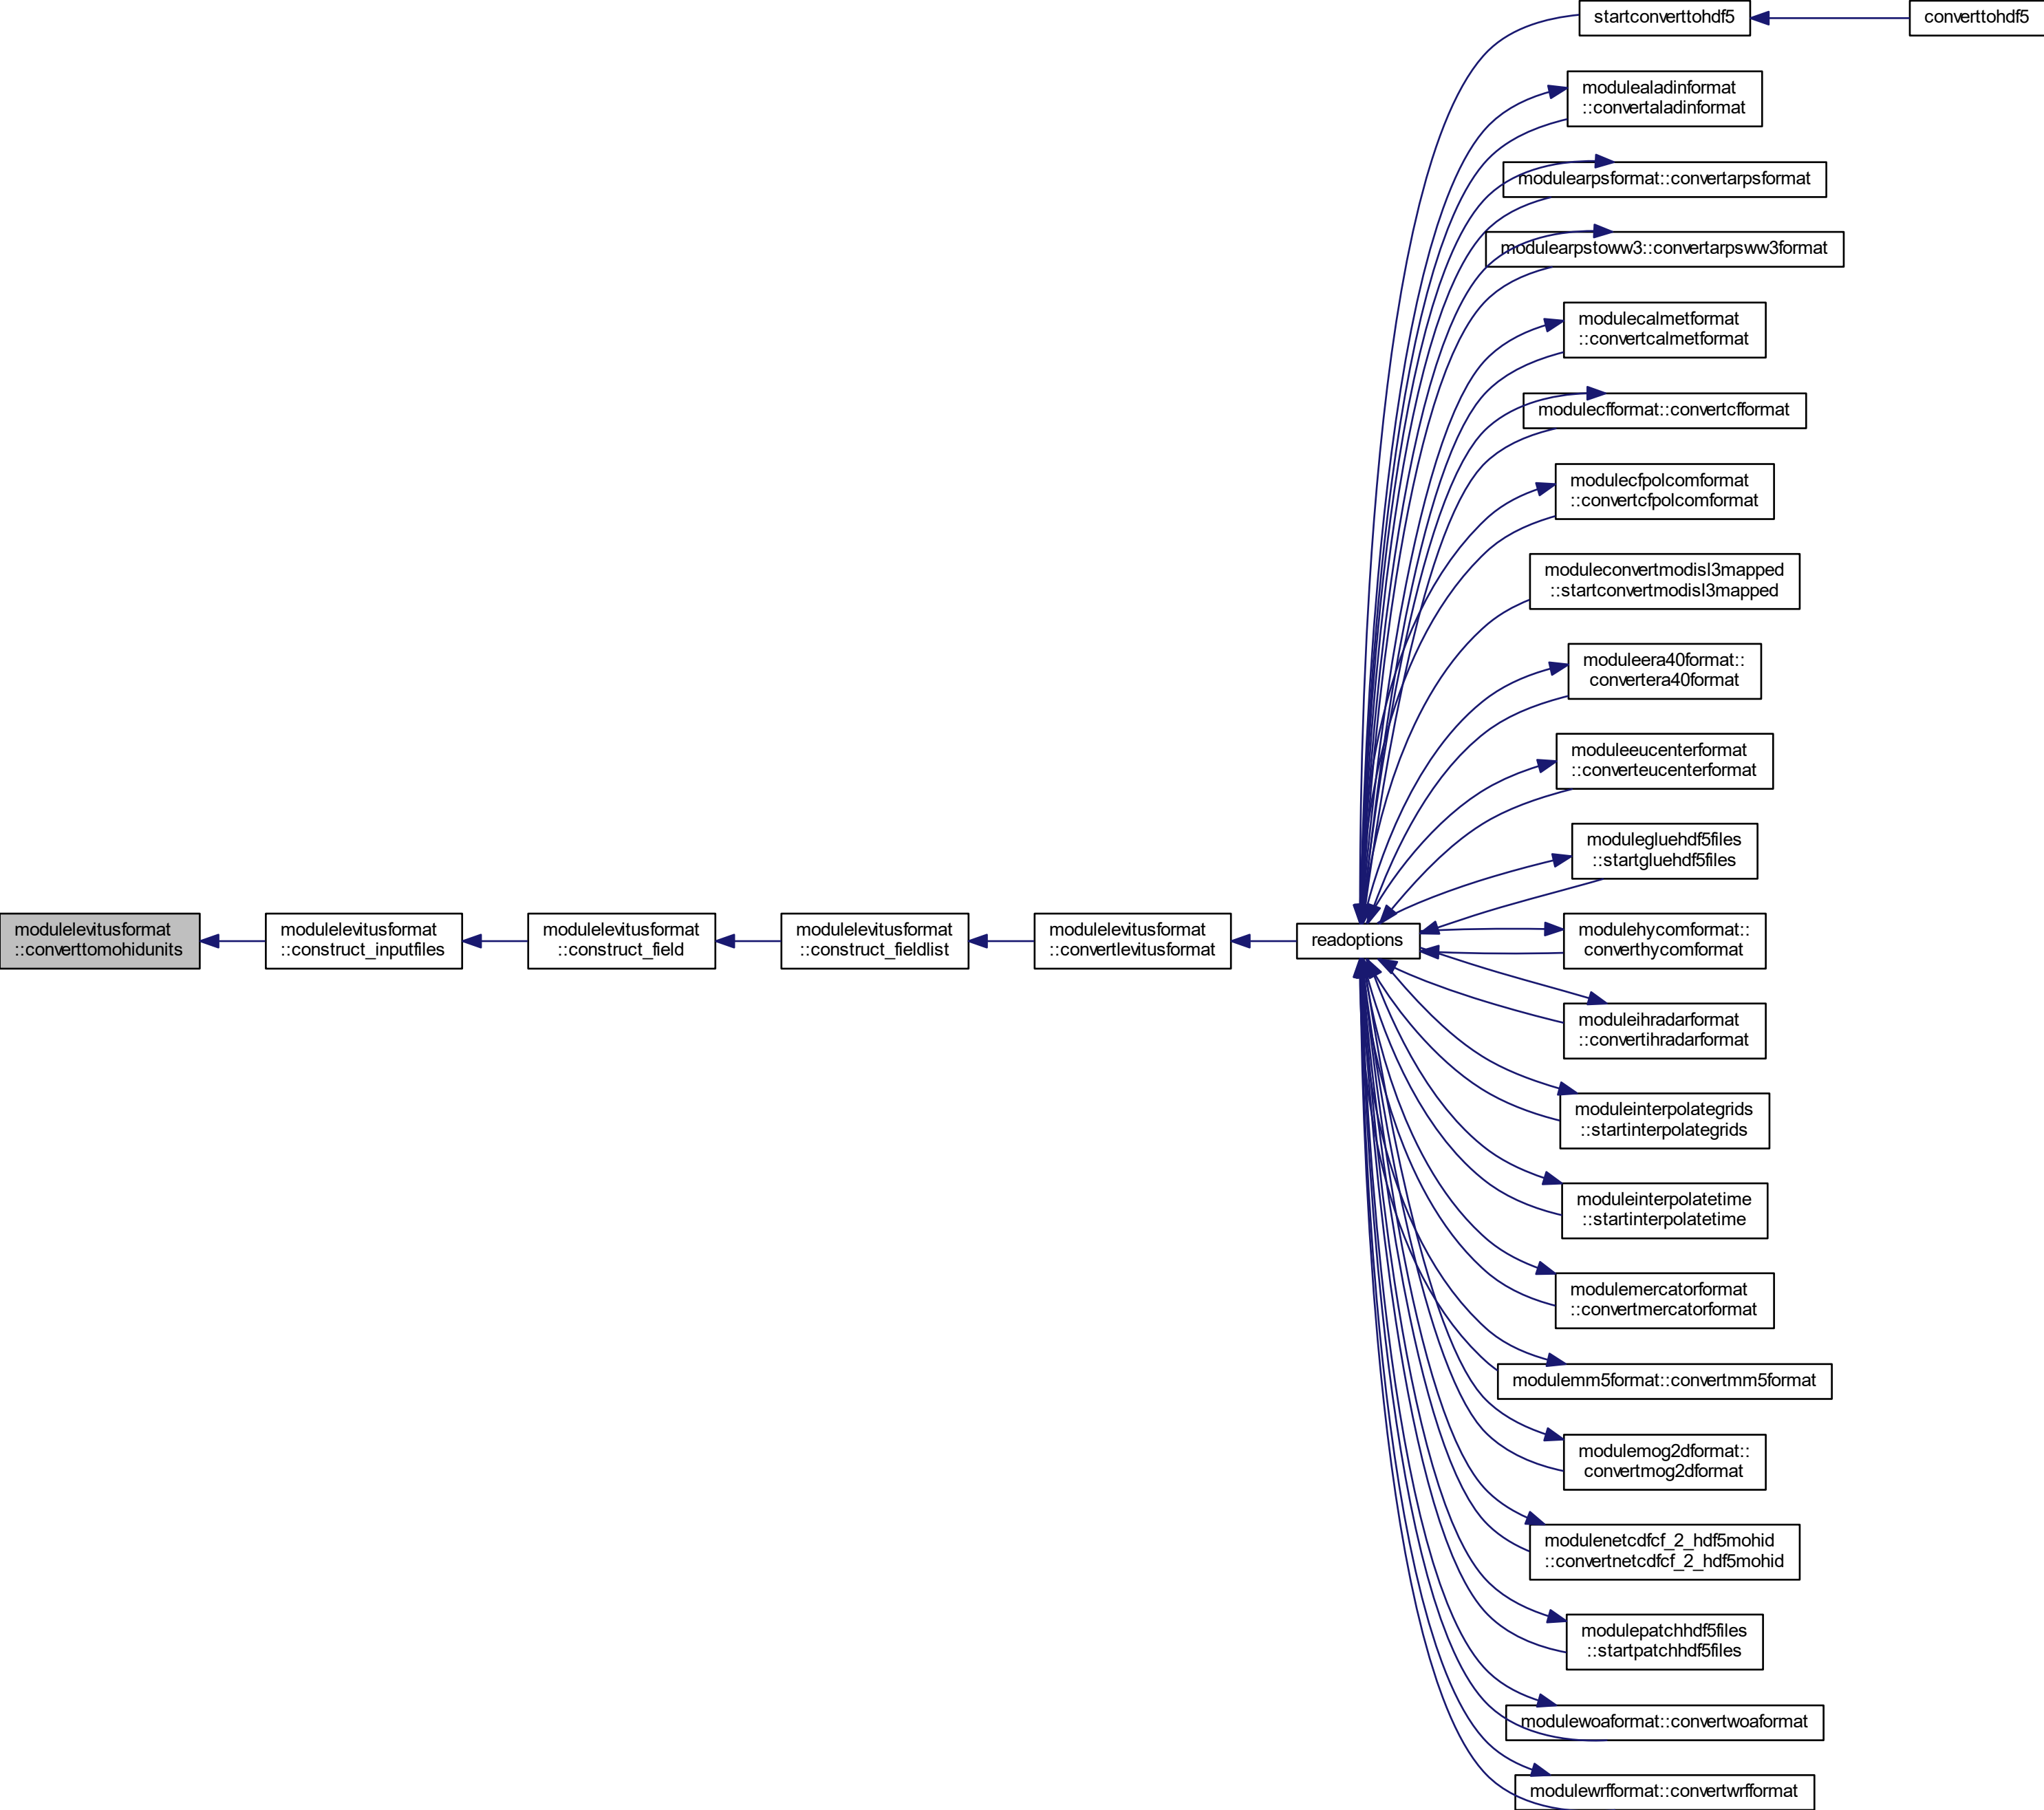 startconverttohdf5
converttohdf5
modulealadinformat
::convertaladinformat
modulearpsformat::convertarpsformat
modulearpstoww3::convertarpsww3format
modulecalmetformat
::convertcalmetformat
modulecfformat::convertcfformat
modulecfpolcomformat
::convertcfpolcomformat
moduleconvertmodisl3mapped
::startconvertmodisl3mapped
moduleera40format::
convertera40format
moduleeucenterformat
::converteucenterformat
modulegluehdf5files
::startgluehdf5files
modulelevitusformat
::converttomohidunits
modulelevitusformat
::construct_inputfiles
modulelevitusformat
::construct_field
modulelevitusformat
::construct_fieldlist
modulelevitusformat
::convertlevitusformat
readoptions
modulehycomformat::
converthycomformat
moduleihradarformat
::convertihradarformat
moduleinterpolategrids
::startinterpolategrids
moduleinterpolatetime
::startinterpolatetime
modulemercatorformat
::convertmercatorformat
modulemm5format::convertmm5format
modulemog2dformat::
convertmog2dformat
modulenetcdfcf_2_hdf5mohid
::convertnetcdfcf_2_hdf5mohid
modulepatchhdf5files
::startpatchhdf5files
modulewoaformat::convertwoaformat
modulewrfformat::convertwrfformat